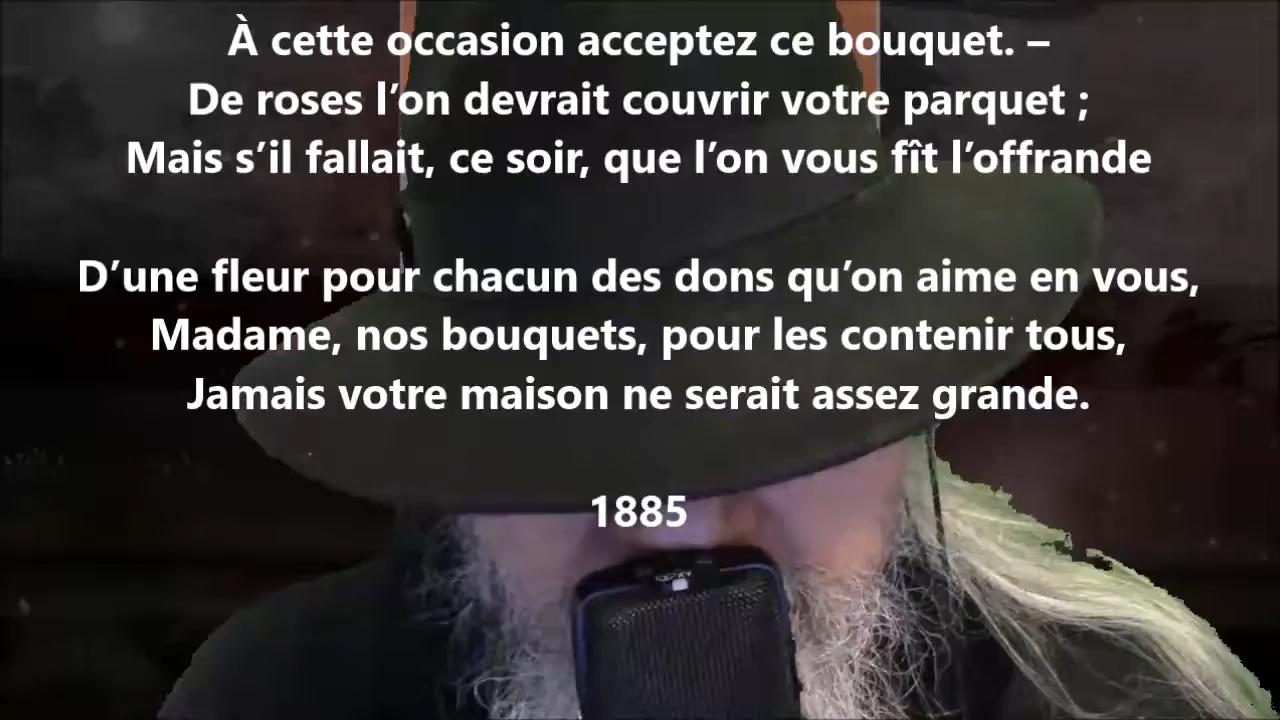 À cette occasion acceptez ce bouquet. –
De roses l’on devrait couvrir votre parquet ;
Mais s’il fallait, ce soir, que l’on vous fît l’offrande
D’une fleur pour chacun des dons qu’on aime en vous,
Madame, nos bouquets, pour les contenir tous,
Jamais votre maison ne serait assez grande.
1885